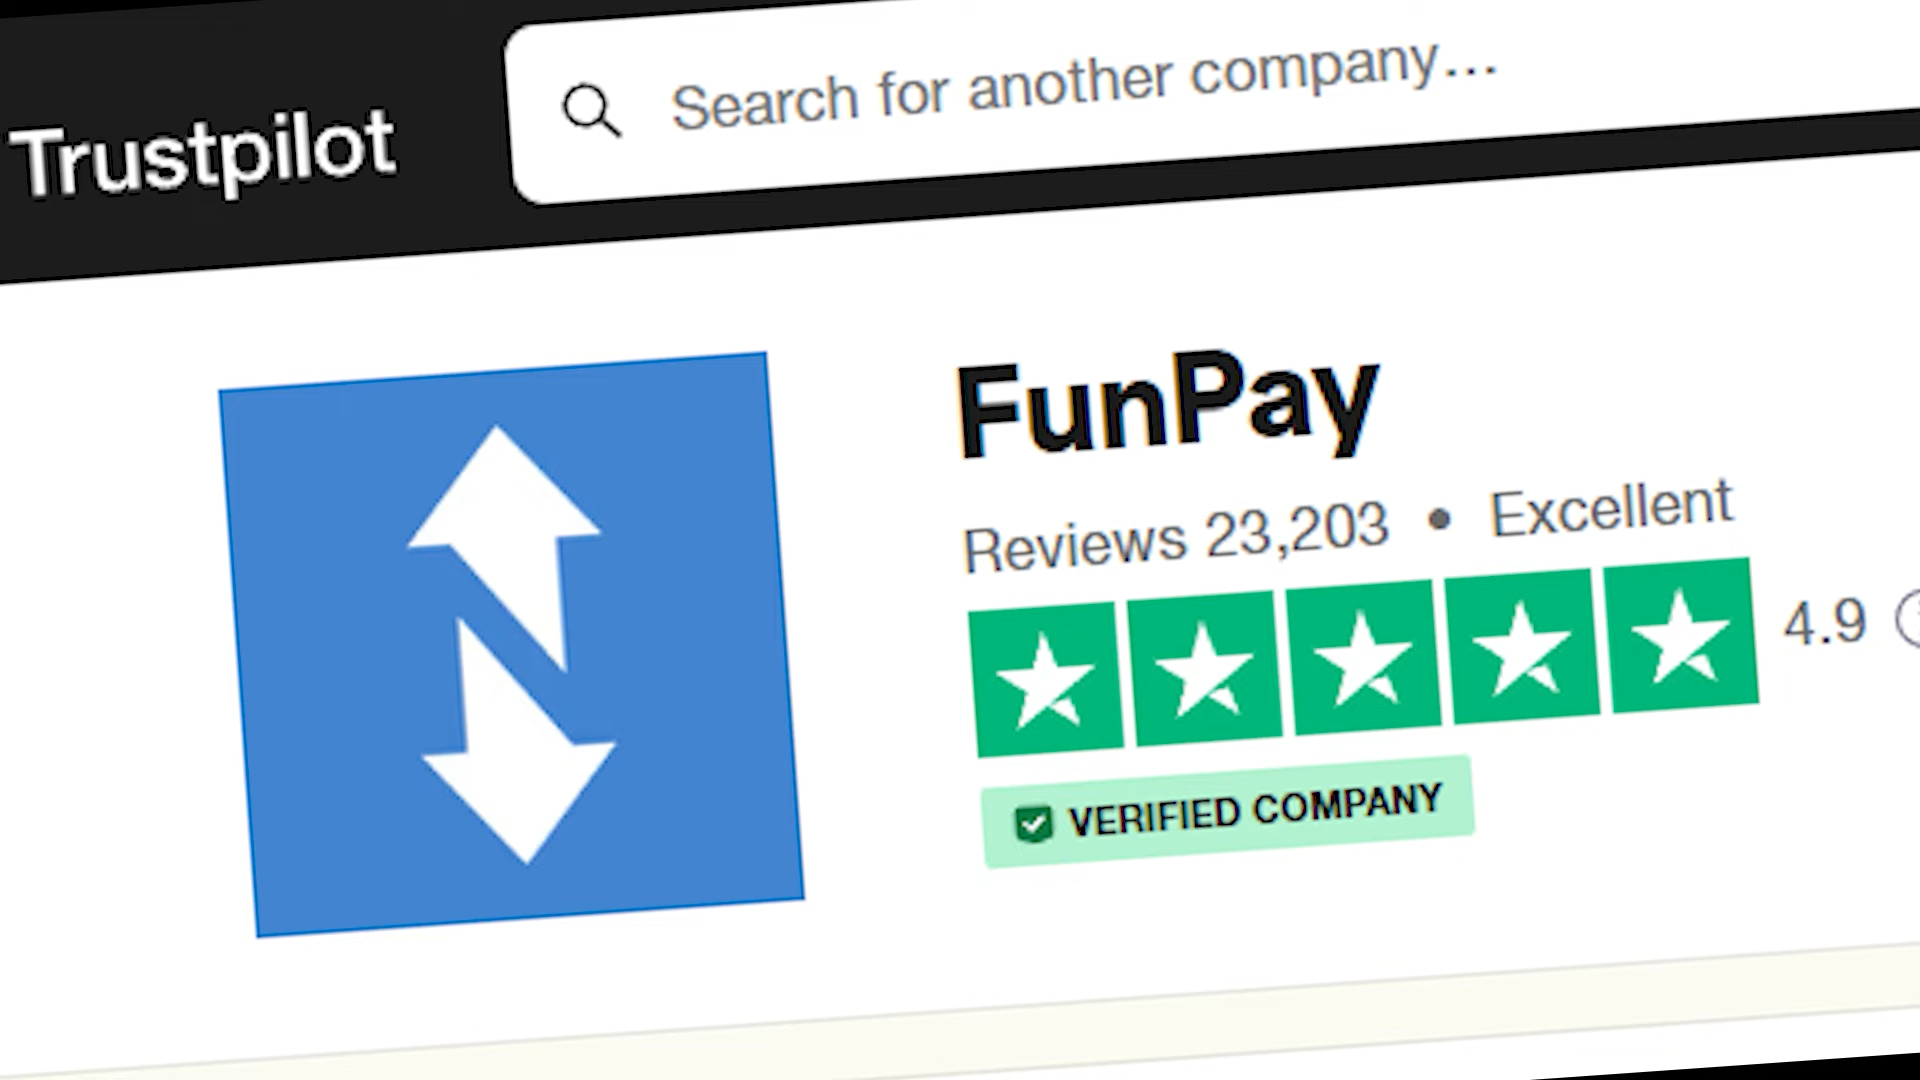 Trustpilot
Search for another company...
FunPay
Reviews 23,203 • Excellent
4.9
VERIFIED COMPANY